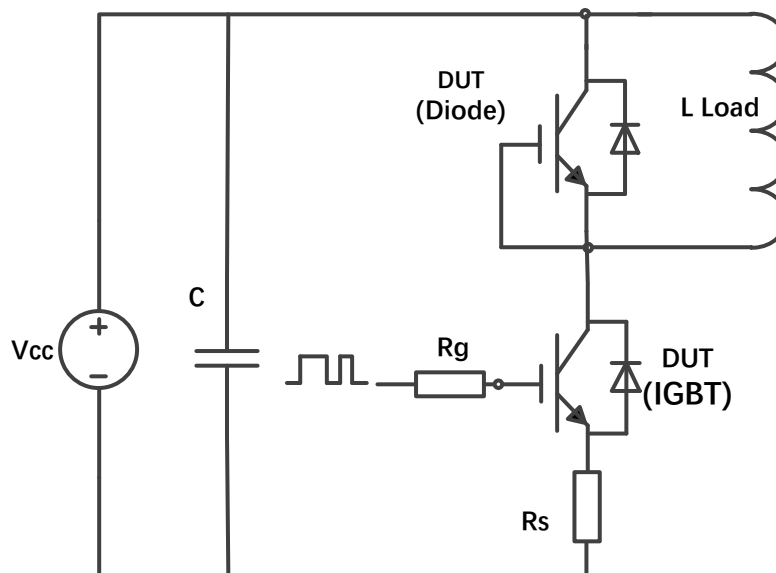 DUT
(Diode)
L Load
C
Vcc
+
−
Rg
DUT
(IGBT)
Rs